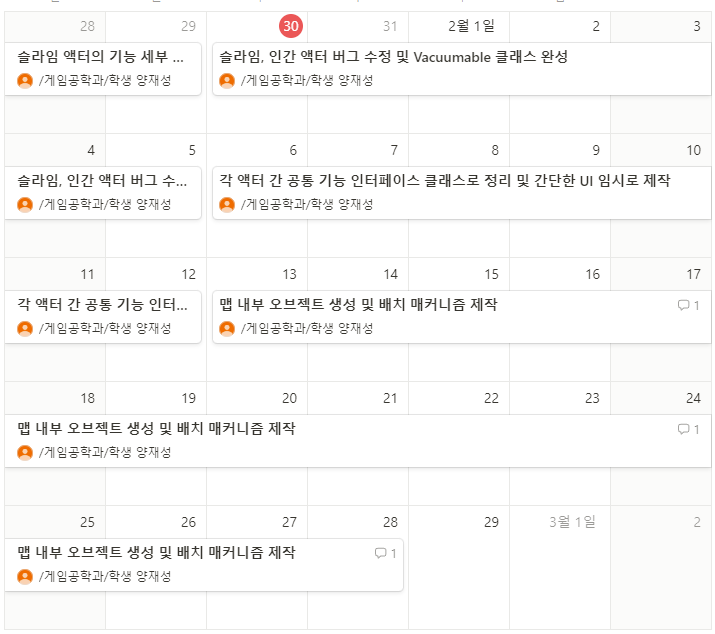 28 29 30 31 2월 1일 2 3
슬라임 액터의 기능 세부 ... 슬라임, 인간 액터 버그 수정 및 Vacuumable 클래스 완성
/게임공학과/학생 양재성 /게임공학과/학생 양재성
4 5 6 7 8 9 10
슬라임, 인간 액터 버그 수... 각 액터 간 공통 기능 인터페이스 클래스로 정리 및 간단한 UI 임시로 제작
/게임공학과/학생 양재성 /게임공학과/학생 양재성
11 12 13 14 15 16 17
각 액터 간 공통 기능 인터... 맵 내부 오브젝트 생성 및 배치 매커니즘 제작 1
/게임공학과/학생 양재성 /게임공학과/학생 양재성
18 19 20 21 22 23 24
맵 내부 오브젝트 생성 및 배치 매커니즘 제작 1
/게임공학과/학생 양재성
25 26 27 28 29 3월 1일 2
맵 내부 오브젝트 생성 및 배치 매커니즘 제작 1
/게임공학과/학생 양재성